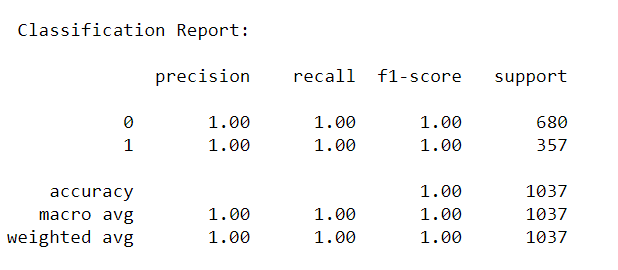 Classification Report:
precision recall f1-score support
0 1.00 1.00 1.00 680
1 1.00 1.00 1.00 357
accuracy 1.00 1037
macro avg 1.00 1.00 1.00 1037
weighted avg 1.00 1.00 1.00 1037